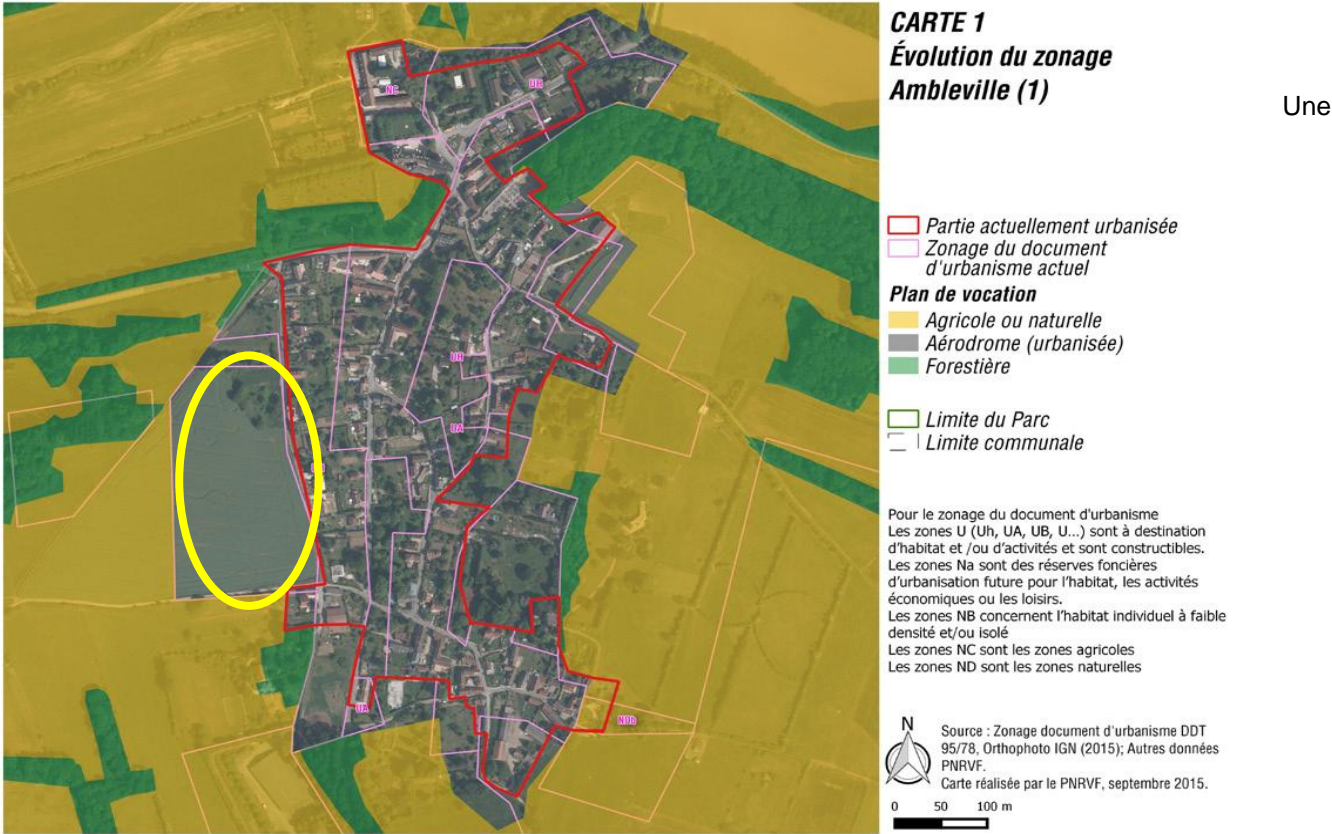 CARTE 1
Évolution du zonage
Ambleville (1)
Une
Partie actuellement urbanisée
Zonage du document
d'urbanisme actuel
Plan de vocation
Agricole ou naturelle
Aérodrome (urbanisée)
Forestière
Limite du Parc
Limite communale
Pour le zonage du document d'urbanisme
Les zones U (Uh, UA, UB, U...) sont à destination
d'habitat et /ou d'activités et sont constructibles.
Les zones Na sont des réserves foncières
d'urbanisation future pour l'habitat, les activités
économiques ou les loisirs.
Les zones NB concernent l'habitat individuel à faible
densité et/ou isolé
Les zones NC sont les zones agricoles
Les zones ND sont les zones naturelles
N
Source : Zonage document d'urbanisme DDT
95/78, Orthophoto IGN (2015); Autres données
PNRVF.
Carte réalisée par le PNRVF, septembre 2015.
0 50 100 m
NC
UH
UH
UA
UA
NDb